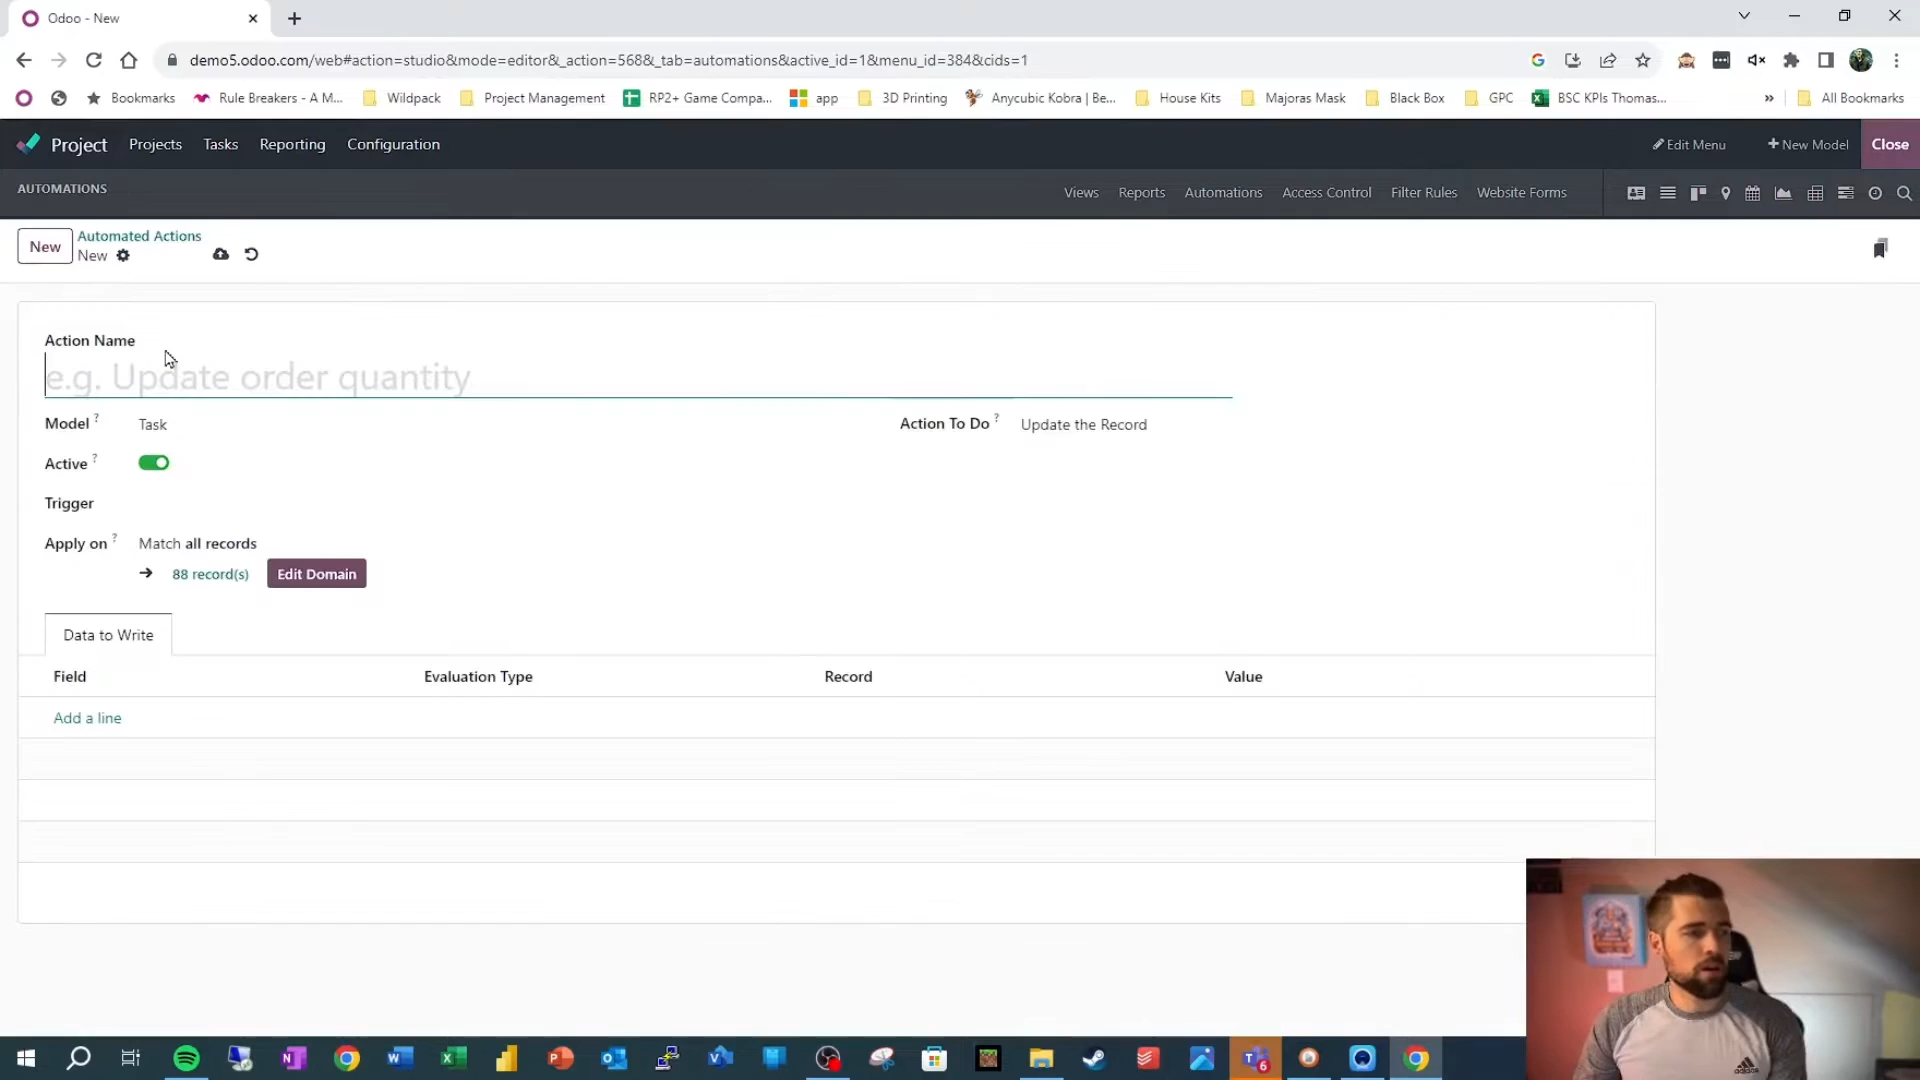 Odoo - New
demo5.odoo.com/web#action=studio&mode=editor&_action=568&_tab=automations&active_id=1&menu_id=384&cids=1
Bookmarks Rule Breakers - A M... Wildpack Project Management RP2+ Game Compa... app 3D Printing Anycubic Kobra | Be... House Kits Majoras Mask Black Box GPC BSC KPIs Thomas... » All Bookmarks
Project Projects Tasks Reporting Configuration Edit Menu + New Model Close
AUTOMATIONS Views Reports Automations Access Control Filter Rules Website Forms
New Automated Actions
New
Action Name
e.g. Update order quantity
Model ? Task Action To Do ? Update the Record
Active ?
Trigger
Apply on ? Match all records
→ 88 record(s) Edit Domain
Data to Write
Field Evaluation Type Record Value
Add a line